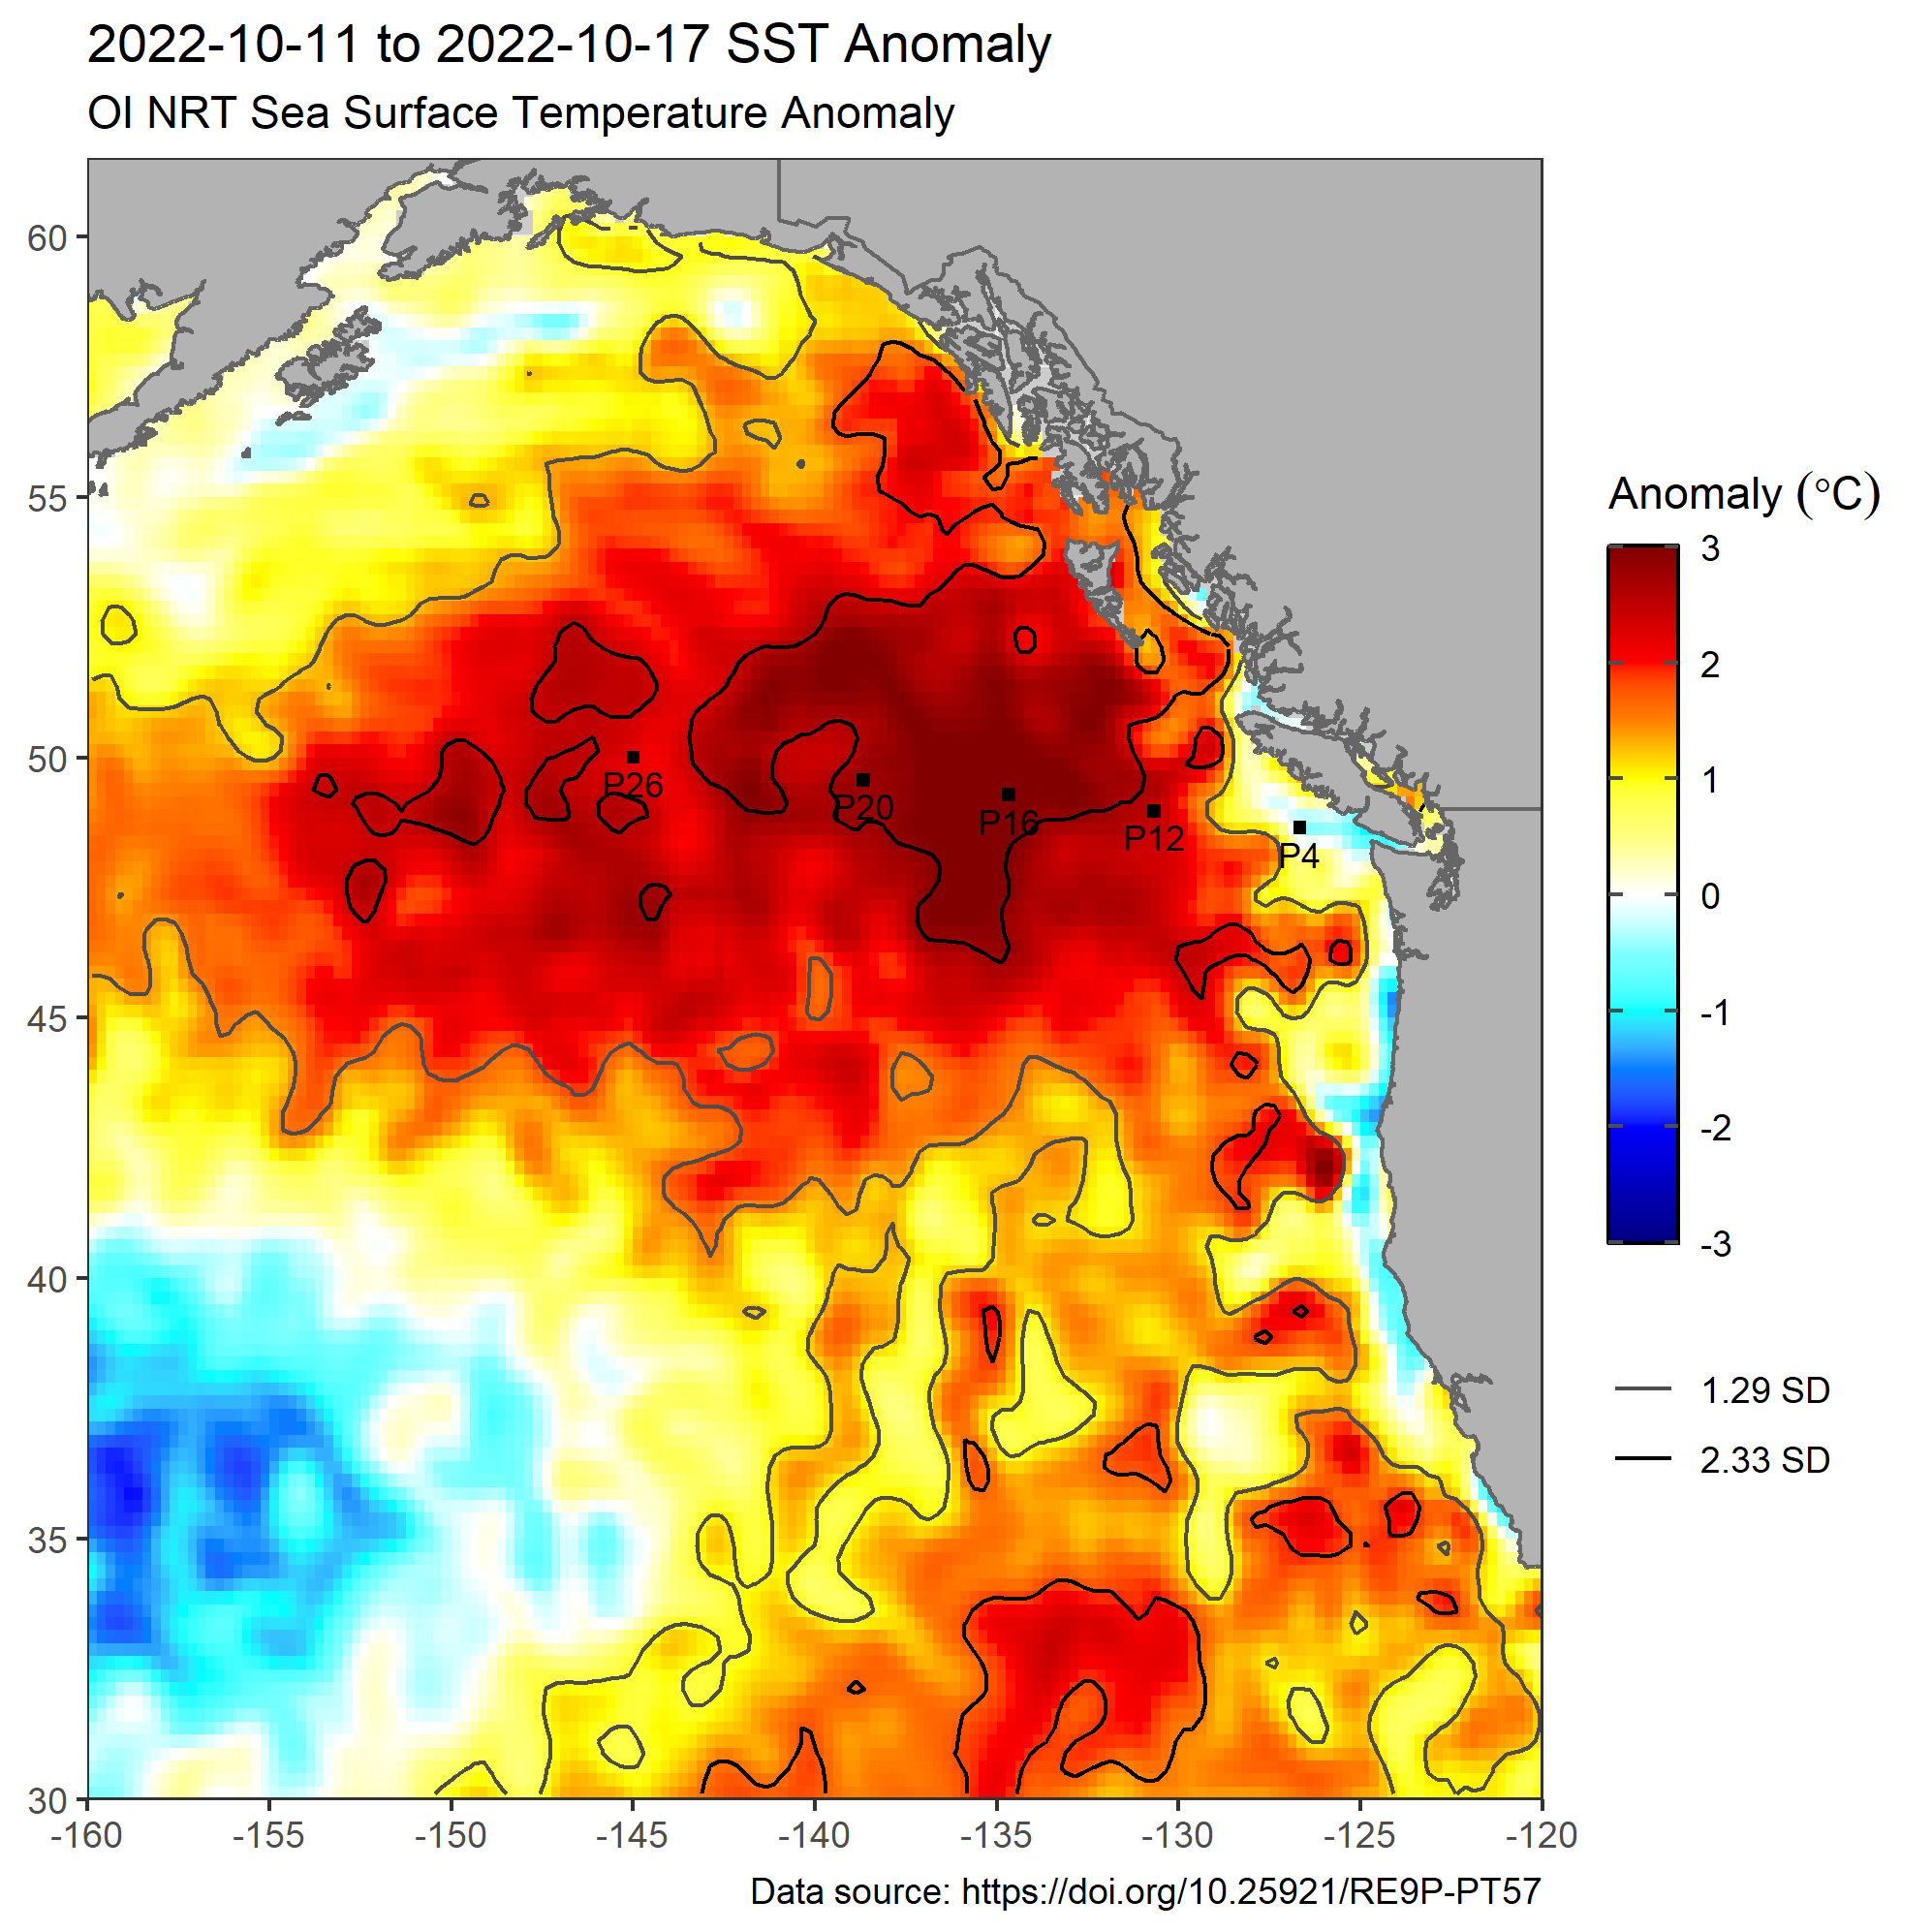 2022-10-11 to 2022-10-17 SST Anomaly
OI NRT Sea Surface Temperature Anomaly
60
55
50
45
40
35
30
-160
-155
-150
-145
-140
-135
-130
-125
-120
P26
P20
P16
P12
P4
Anomaly (°C)
3
2
1
0
-1
-2
-3
1.29 SD
2.33 SD
Data source: https://doi.org/10.25921/RE9P-PT57